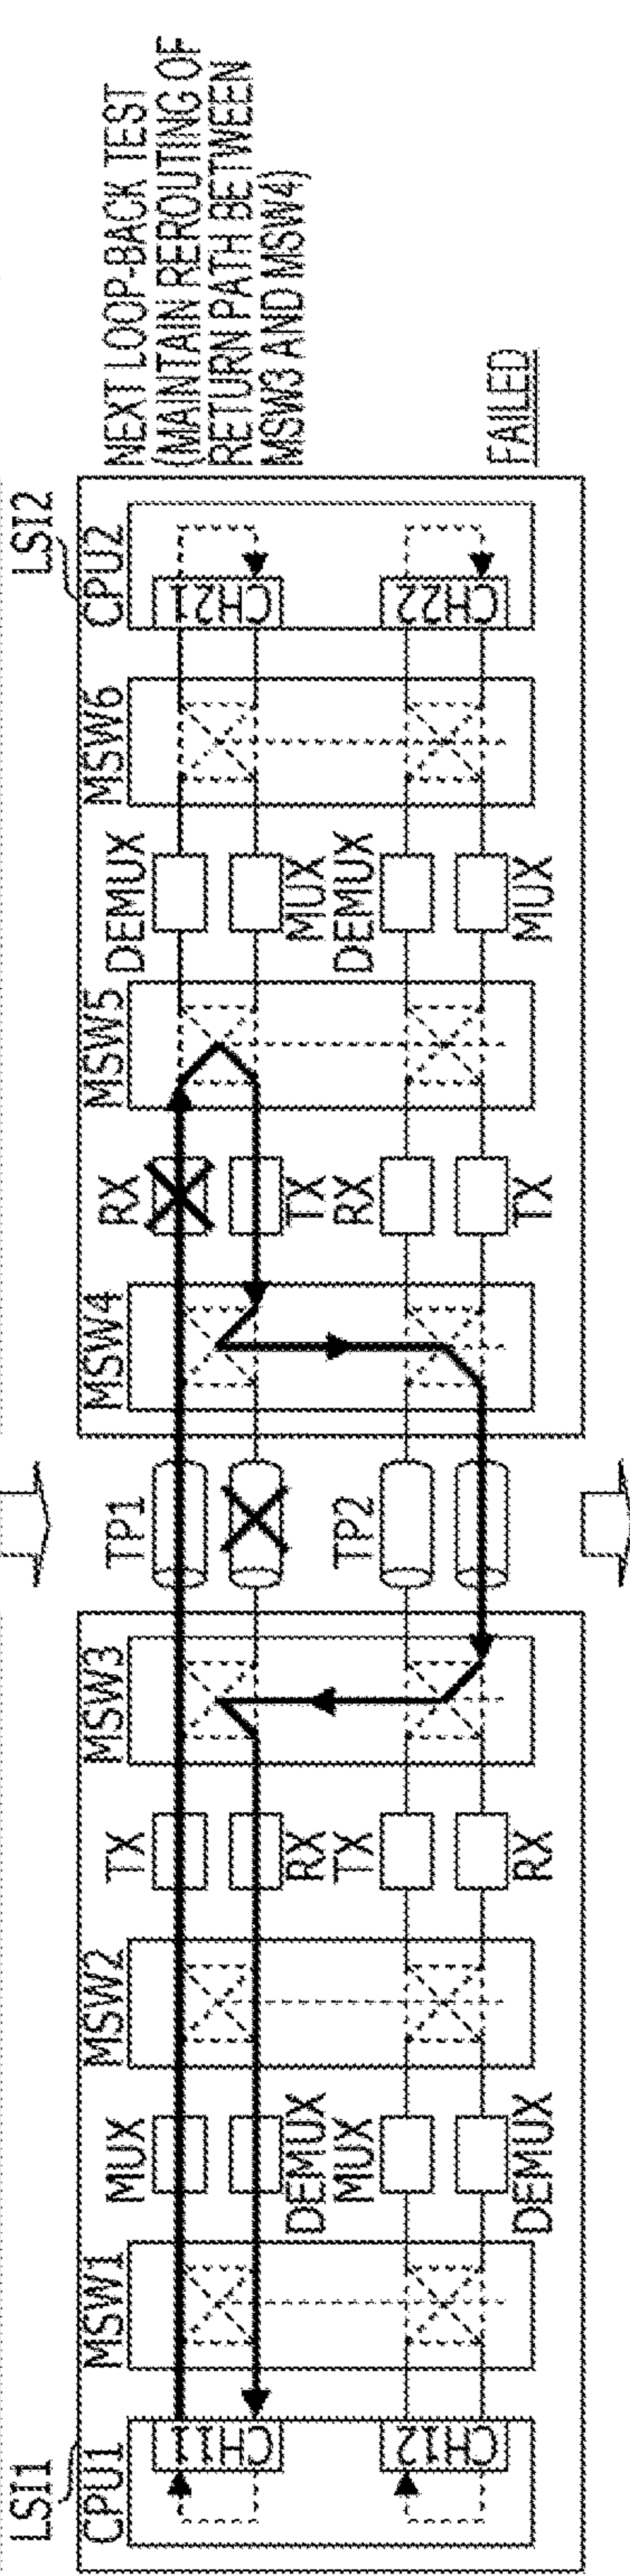 LSI1
LSI2
CPU1
MSW1
MUX
MSW2
TX
MSW3
TP1
MSW4
RX
MSW5
DEMUX
MSW6
CPU2
CH11
CH21
DEMUX
RX
TX
MUX
MUX
TX
TP2
RX
DEMUX
CH12
CH22
DEMUX
RX
TX
MUX
NEXT LOOP-BACK TEST
(MAINTAIN REROUTING OF
RETURN PATH BETWEEN
MSW3 AND MSW4)
FAILED